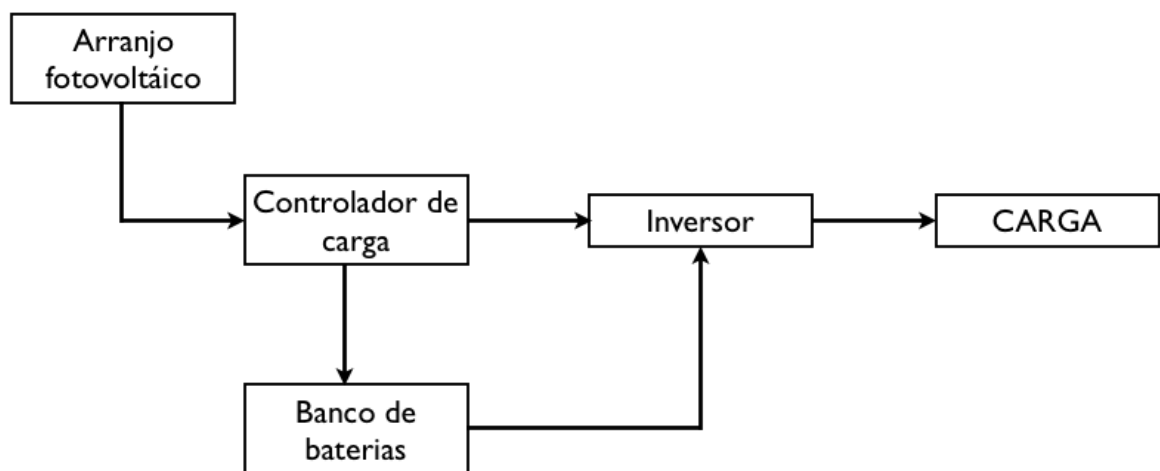 Arranjo
fotovoltáico
Controlador de
carga
Inversor
CARGA
Banco de
baterias